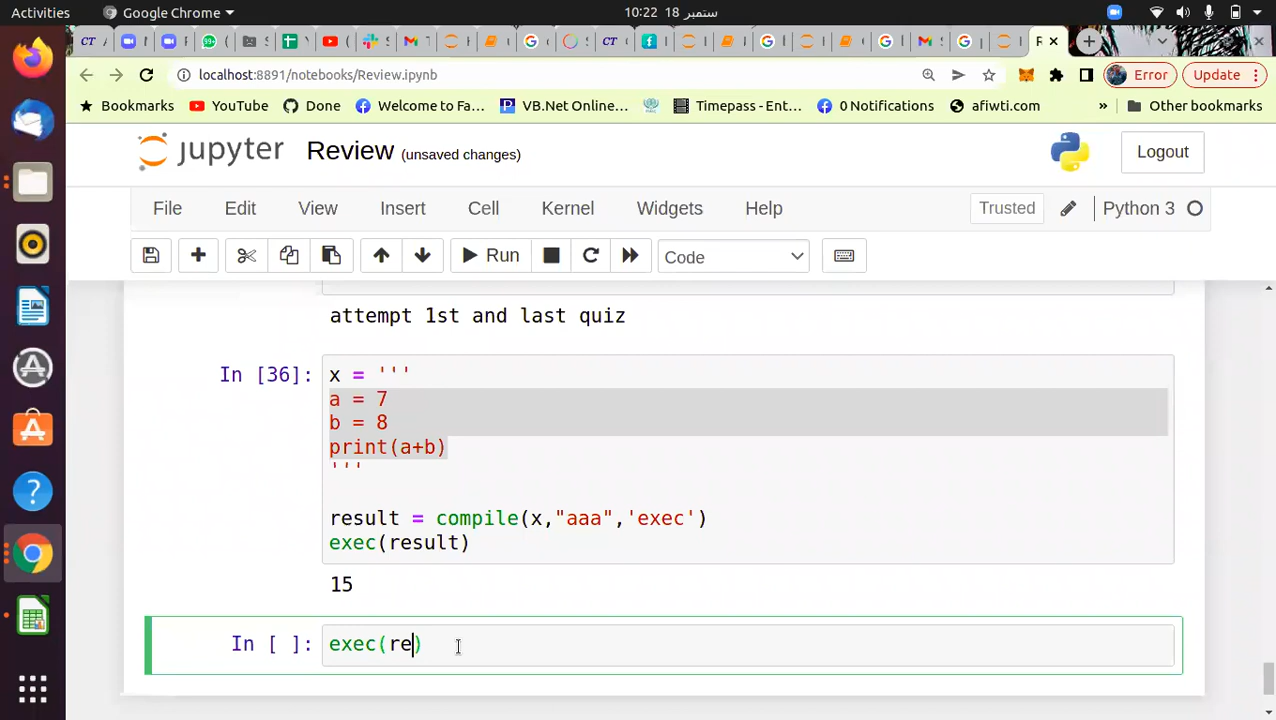 Activities
Google Chrome
10:22 ستمبر 18
99+
CT
CT
localhost:8891/notebooks/Review.ipynb
Error
Update
Bookmarks
YouTube
Done
Welcome to Fa...
VB.Net Online...
Timepass - Ent...
0 Notifications
afiwti.com
»
Other bookmarks
jupyter
Review (unsaved changes)
Logout
File
Edit
View
Insert
Cell
Kernel
Widgets
Help
Trusted
Python 3
Run
Code
attempt 1st and last quiz
In [36]:
x = '''
a = 7
b = 8
print(a+b)
'''
result = compile(x,"aaa",'exec')
exec(result)
15
In [ ]:
exec(re)